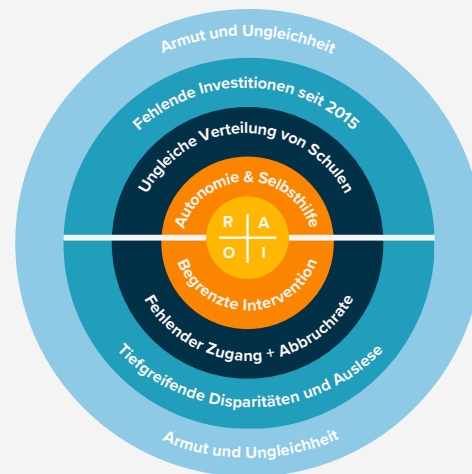 Armut und Ungleichheit
Fehlende Investitionen seit 2015
Ungleiche Verteilung von Schulen
Autonomie & Selbsthilfe
R A
O I
Begrenzte Intervention
Fehlender Zugang + Abbruchrate
Tiefgreifende Disparitäten und Auslese
Armut und Ungleichheit